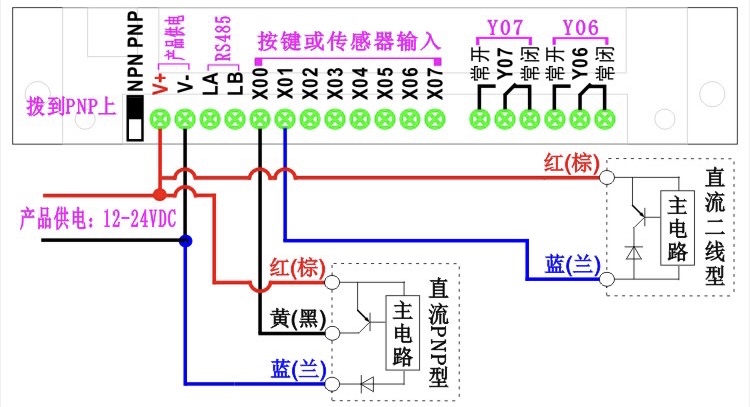 NPN PNP
V+
V-
产品供电
LA
LB
RS485
按键或传感器输入
X00
X01
X02
X03
X04
X05
X06
X07
Y07
常开
Y07
常闭
Y06
常开
Y06
常闭
拨到PNP上
产品供电：12-24VDC
红(棕)
蓝(兰)
主电路
直流二线型
红(棕)
黄(黑)
蓝(兰)
主电路
直流PNP型